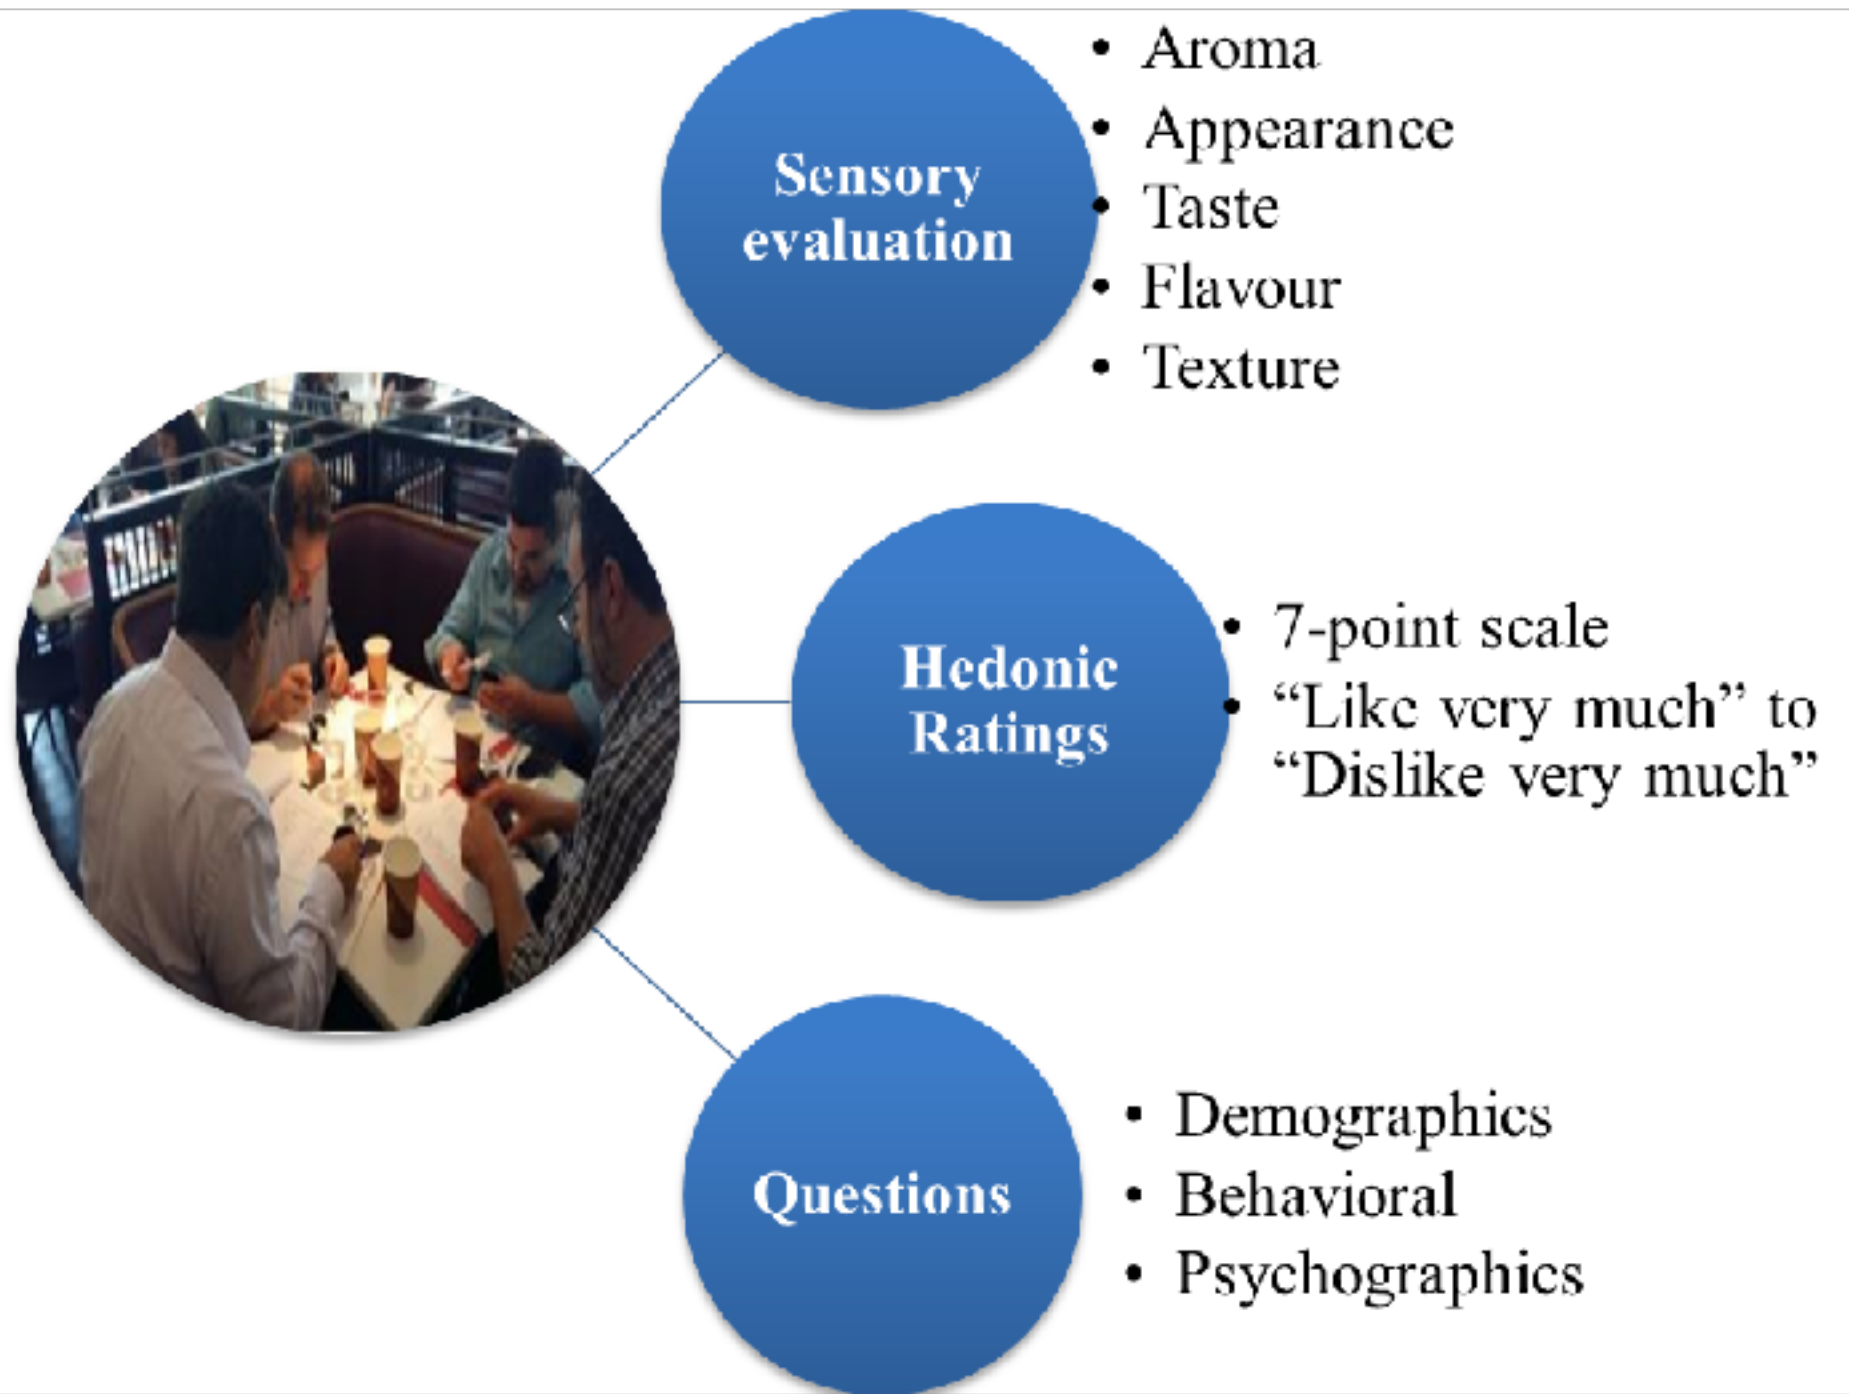 Sensory
evaluation
• Aroma
• Appearance
• Taste
• Flavour
• Texture
Hedonic
Ratings
• 7-point scale
• “Like very much” to
“Dislike very much”
Questions
• Demographics
• Behavioral
• Psychographics